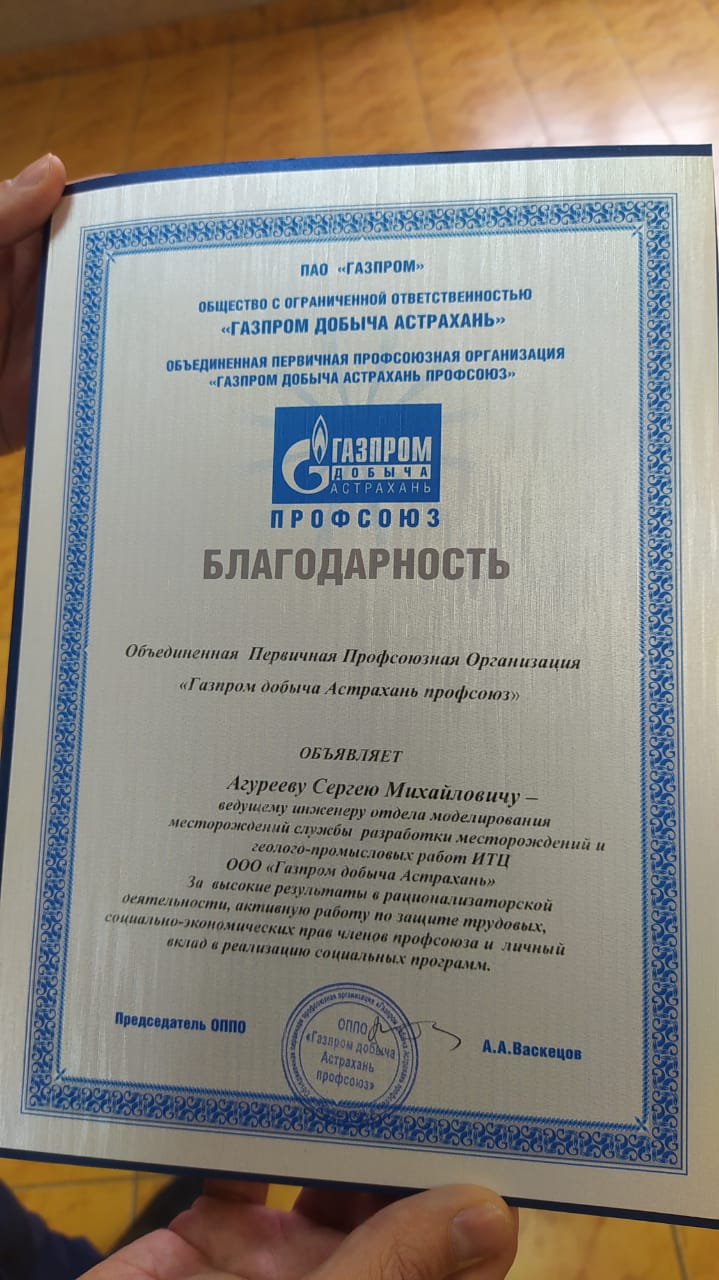 ПАО «ГАЗПРОМ»
ОБЩЕСТВО С ОГРАНИЧЕННОЙ ОТВЕТСТВЕННОСТЬЮ
«ГАЗПРОМ ДОБЫЧА АСТРАХАНЬ»
ОБЪЕДИНЕННАЯ ПЕРВИЧНАЯ ПРОФСОЮЗНАЯ ОРГАНИЗАЦИЯ
«ГАЗПРОМ ДОБЫЧА АСТРАХАНЬ ПРОФСОЮЗ»
ГАЗПРОМ
ДОБЫЧА
АСТРАХАНЬ
ПРОФСОЮЗ
БЛАГОДАРНОСТЬ
Объединенная Первичная Профсоюзная Организация
«Газпром добыча Астрахань профсоюз»
ОБЪЯВЛЯЕТ
Агурееву Сергею Михайловичу –
ведущему инженеру отдела моделирования
месторождений службы разработки месторождений и
геолого-промысловых работ ИТЦ
ООО «Газпром добыча Астрахань»
За высокие результаты в рационализаторской
деятельности, активную работу по защите трудовых,
социально-экономических прав членов профсоюза и личный
вклад в реализацию социальных программ.
Председатель ОППО
ОППО
«Газпром добыча
Астрахань
профсоюз»
А.А.Васкецов